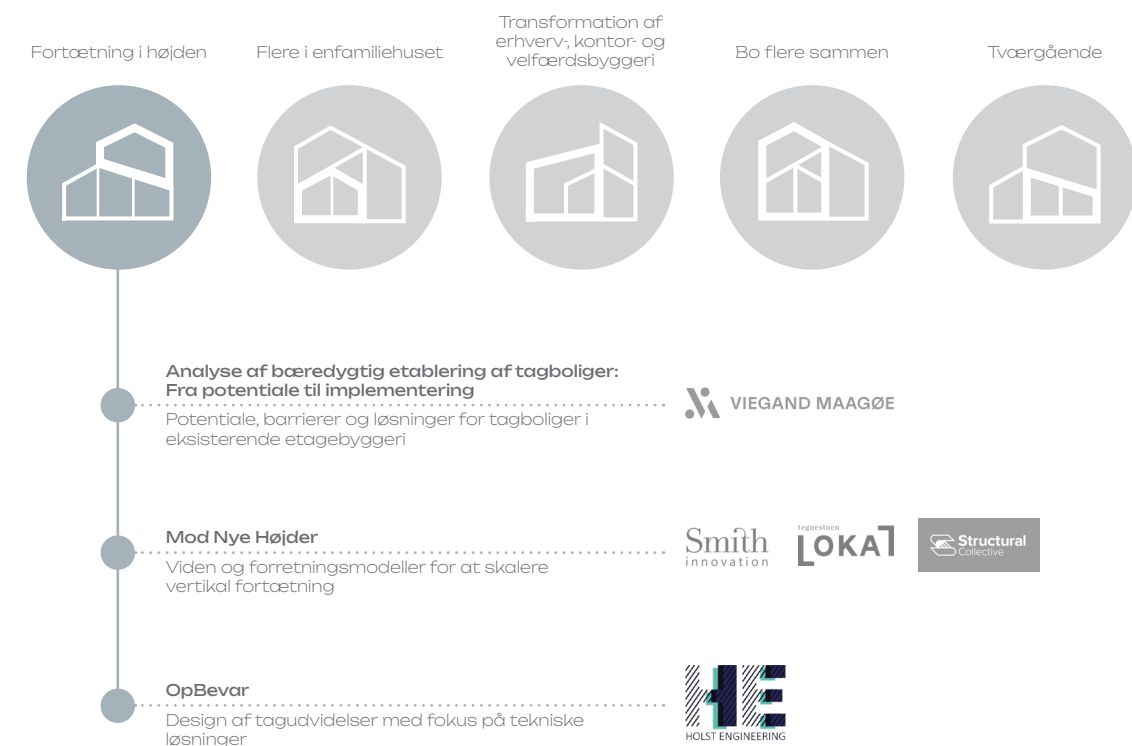 Fortætning i højden
Flere i enfamiliehuset
Transformation af
erhverv-, kontor- og
velfærdsbyggeri
Bo flere sammen
Tværgående
Analyse af bæredygtig etablering af tagboliger:
Fra potentiale til implementering
Potentiale, barrierer og løsninger for tagboliger i
eksisterende etagebyggeri
VIEGAND MAAGØE
Mod Nye Højder
Viden og forretningsmodeller for at skalere
vertikal fortætning
Smith
innovation
tegnestuen
LOKAL
Structural
Collective
OpBevar
Design af tagudvidelser med fokus på tekniske
løsninger
HE
HOLST ENGINEERING